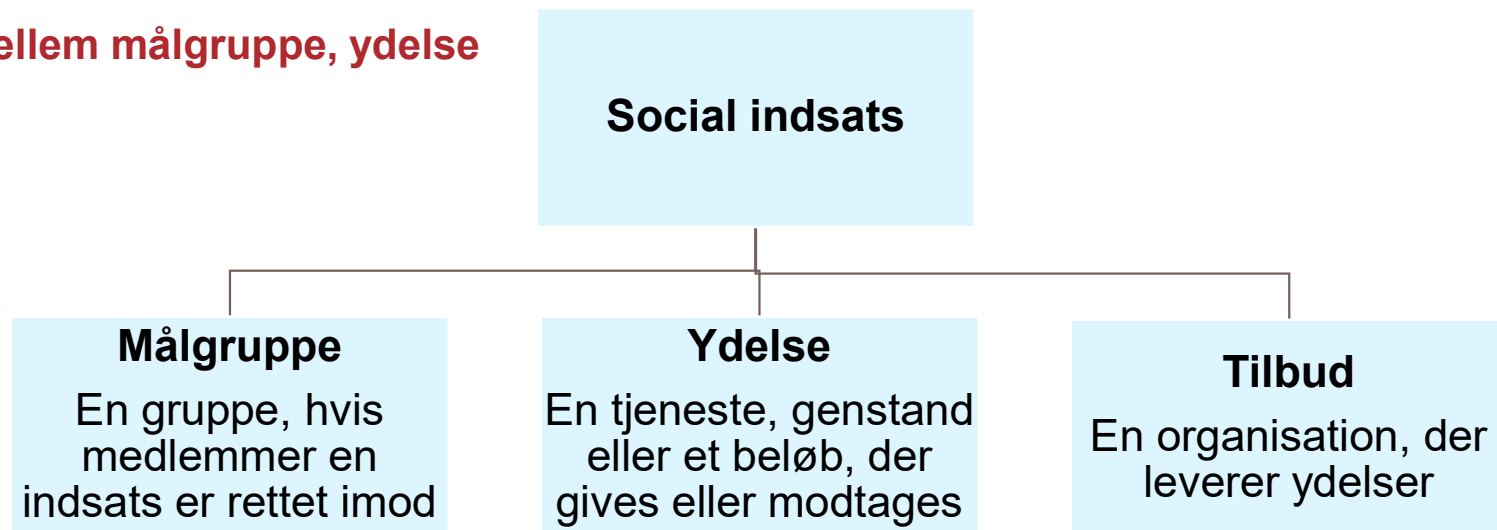 ellem målgruppe, ydelse
Social indsats
Målgruppe
En gruppe, hvis
medlemmer en
indsats er rettet imod
Ydelse
En tjeneste, genstand
eller et beløb, der
gives eller modtages
Tilbud
En organisation, der
leverer ydelser